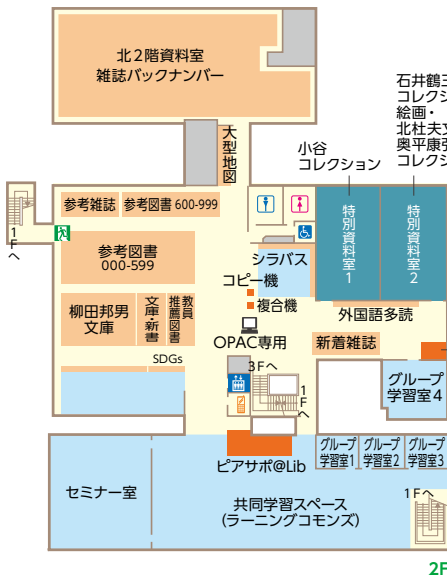 北2階資料室
雑誌バックナンバー
大型地図
小谷
コレクション
石井鶴三
コレクシ
絵画・
北杜夫文
奥平康弘
コレクシ
参考雑誌
参考図書 600-999
1Fへ
参考図書
000-599
シラバス
コピー機
複合機
特別資料室1
特別資料室2
柳田邦男
文庫
文庫・新書
教員
推薦図書
OPAC専用
外国語多読
新着雑誌
SDGs
3Fへ
1Fへ
グループ
学習室4
ピアサポ@Lib
グループ
学習室1
グループ
学習室2
グループ
学習室3
セミナー室
共同学習スペース
(ラーニングコモンズ)
1Fへ
2F